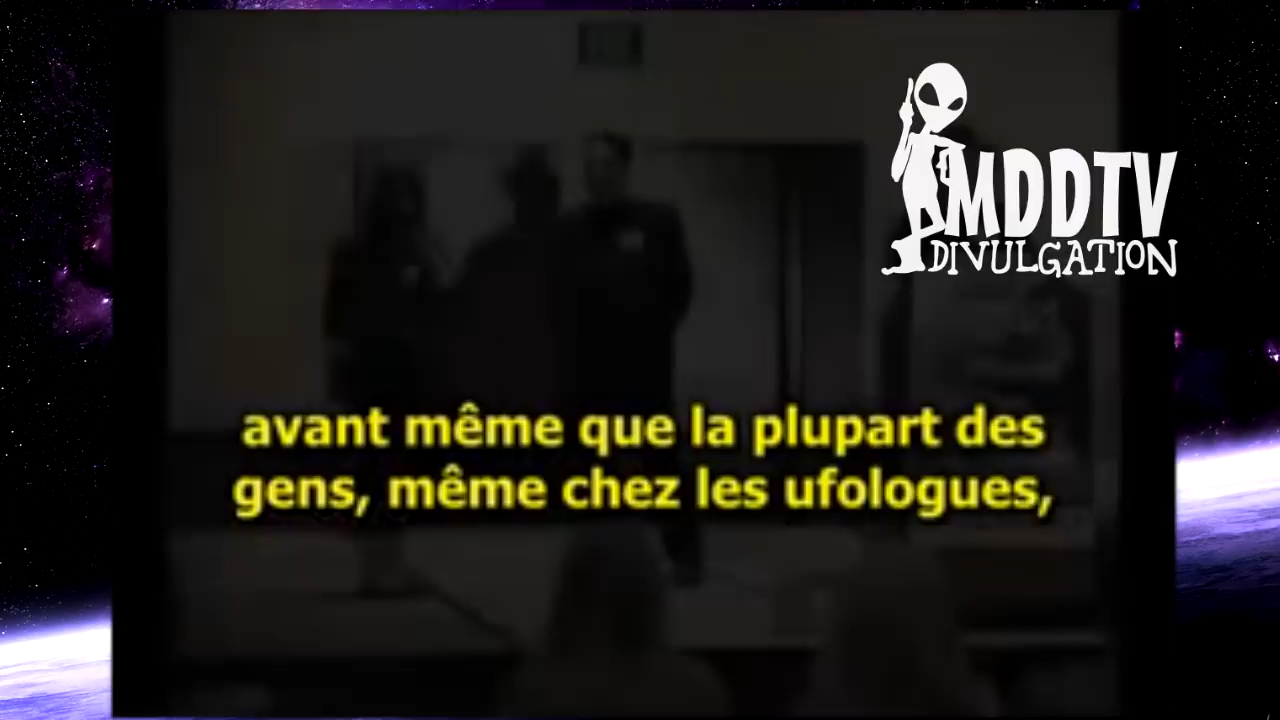 MDDTV
DIVULGATION
avant même que la plupart des
gens, même chez les ufologues,